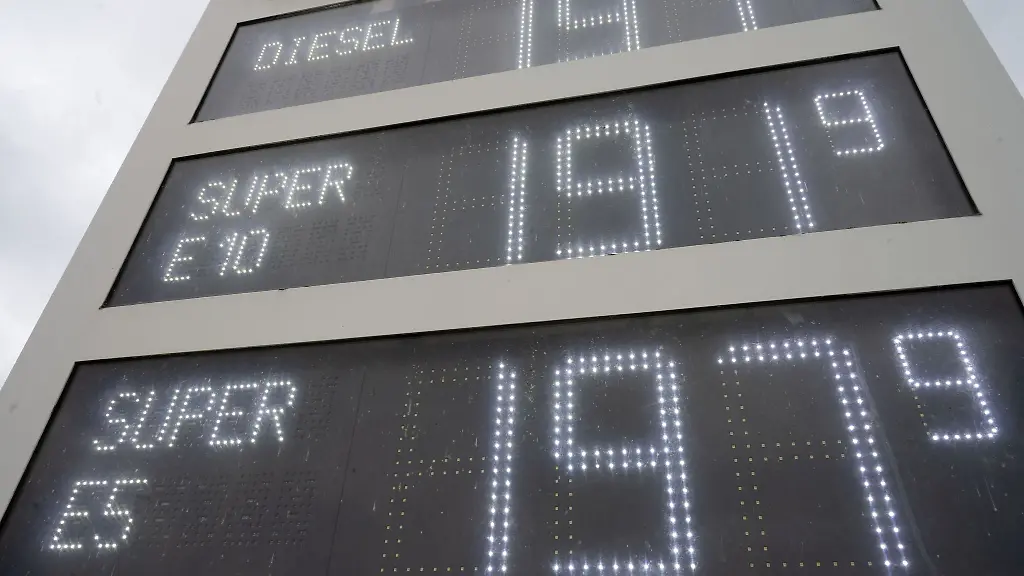 DIESEL
SUPER
E10
191⁹
SUPER
E5
197⁹